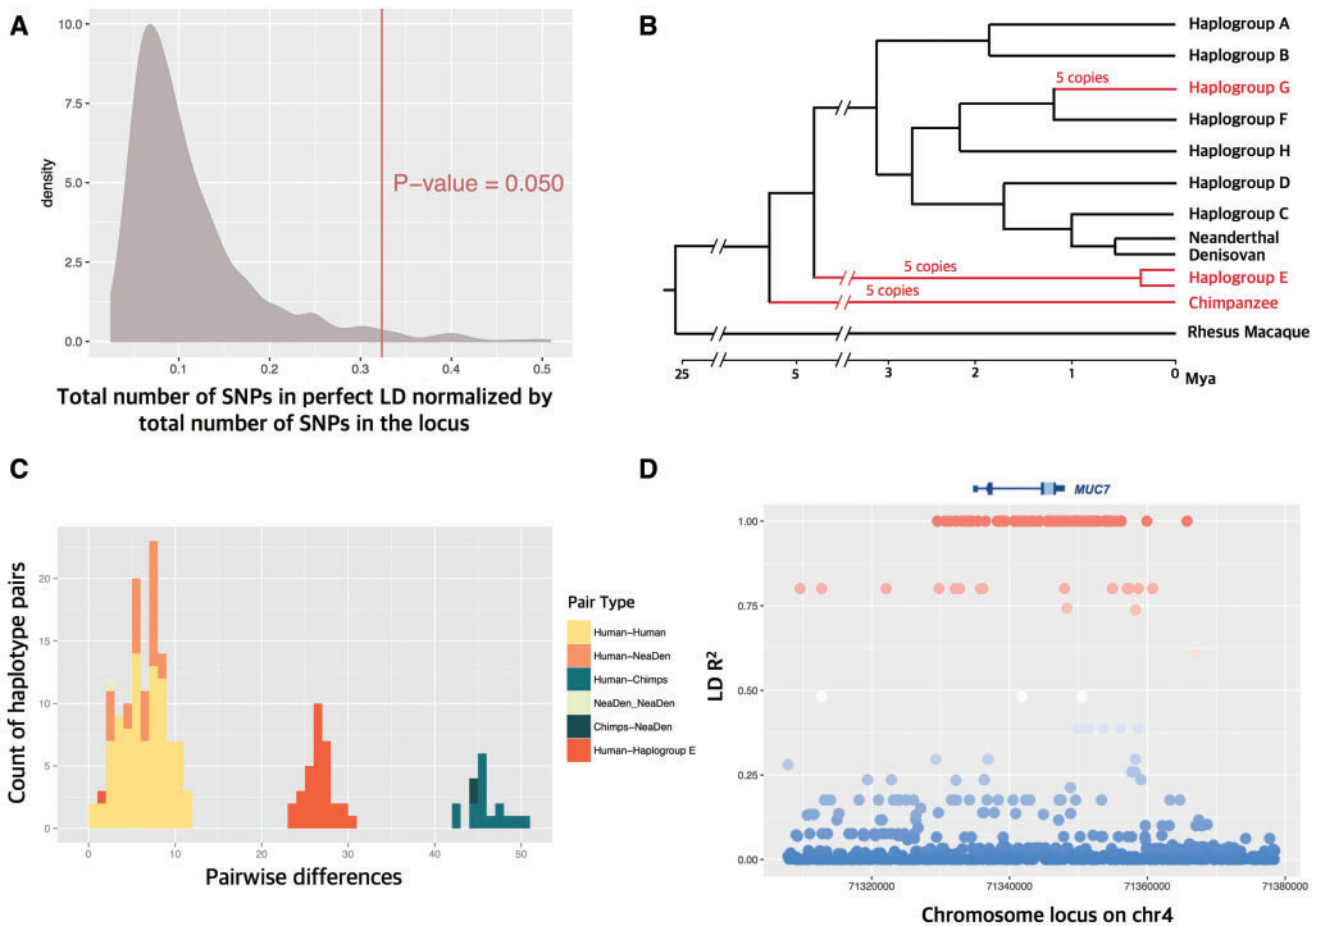 A
10.0
7.5
5.0
2.5
0.0
density
P-value = 0.050
0.1 0.2 0.3 0.4 0.5
Total number of SNPs in perfect LD normalized by
total number of SNPs in the locus
B
Haplogroup A
Haplogroup B
5 copies
Haplogroup G
Haplogroup F
Haplogroup H
Haplogroup D
Haplogroup C
Neanderthal
Denisovan
5 copies
Haplogroup E
5 copies
Chimpanzee
Rhesus Macaque
25 5 3 2 1 0 Mya
C
20
15
10
5
0
Count of haplotype pairs
0 10 20 30 40 50
Pairwise differences
Pair Type
Human-Human
Human-NeaDen
Human-Chimps
NeaDen_NeaDen
Chimps-NeaDen
Human-Haplogroup E
D
MUC7
1.00
0.75
0.50
0.25
0.00
LD R²
71320000 71340000 71360000 71380000
Chromosome locus on chr4